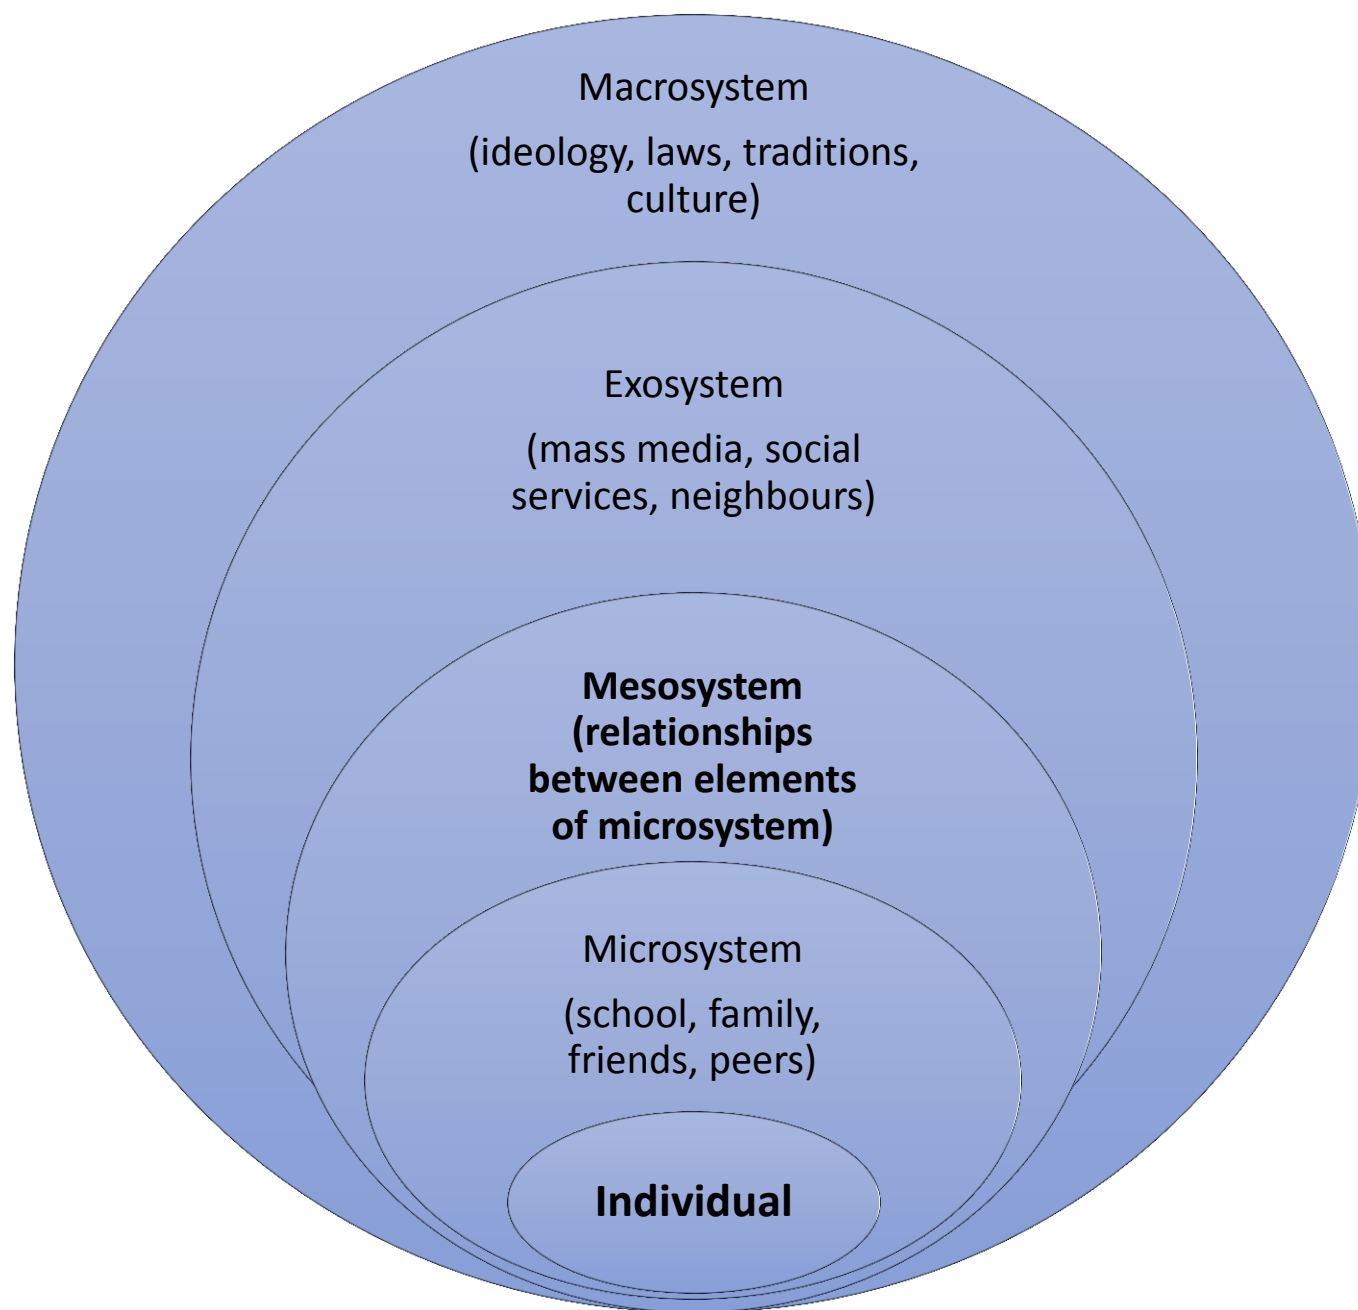 Macrosystem
(ideology, laws, traditions,
culture)
Exosystem
(mass media, social
services, neighbours)
Mesosystem
(relationships
between elements
of microsystem)
Microsystem
(school, family,
friends, peers)
Individual